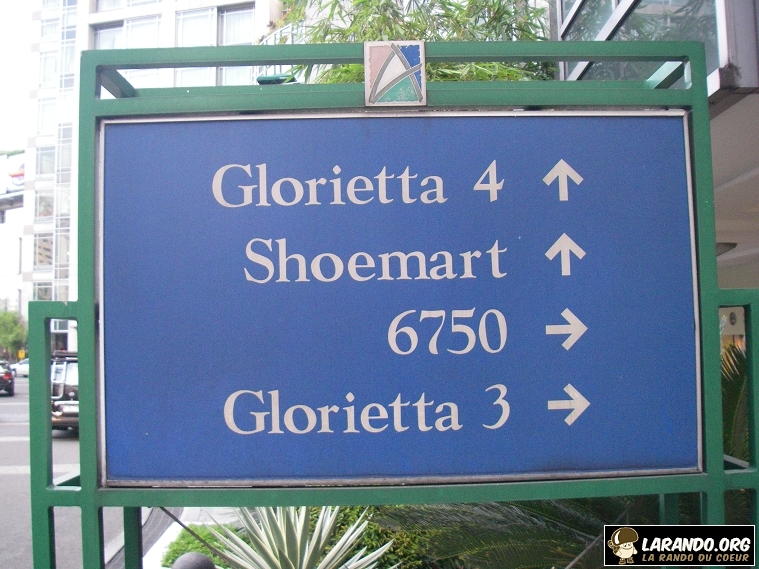 Glorietta 4 ↑
Shoemart ↑
6750 →
Glorietta 3 →
LARANDO.ORG
LA RANDO DU COEUR